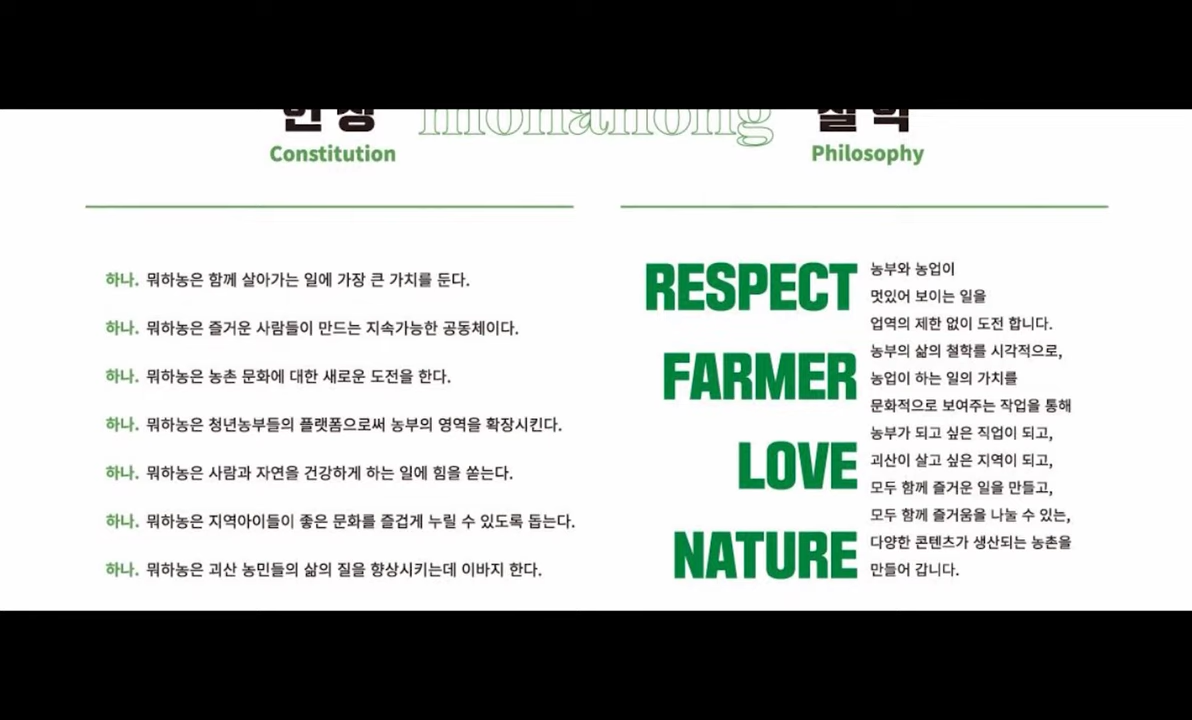 헌장
mohanong
철학
Constitution
Philosophy
하나. 뭐하농은 함께 살아가는 일에 가장 큰 가치를 둔다.
하나. 뭐하농은 즐거운 사람들이 만드는 지속가능한 공동체이다.
하나. 뭐하농은 농촌 문화에 대한 새로운 도전을 한다.
하나. 뭐하농은 청년농부들의 플랫폼으로써 농부의 영역을 확장시킨다.
하나. 뭐하농은 사람과 자연을 건강하게 하는 일에 힘을 쏟는다.
하나. 뭐하농은 지역아이들이 좋은 문화를 즐겁게 누릴 수 있도록 돕는다.
하나. 뭐하농은 괴산 농민들의 삶의 질을 향상시키는데 이바지 한다.
RESPECT
FARMER
LOVE
NATURE
농부와 농업이
멋있어 보이는 일을
업역의 제한 없이 도전 합니다.
농부의 삶의 철학을 시각적으로,
농업이 하는 일의 가치를
문화적으로 보여주는 작업을 통해
농부가 되고 싶은 직업이 되고,
괴산이 살고 싶은 지역이 되고,
모두 함께 즐거운 일을 만들고,
모두 함께 즐거움을 나눌 수 있는,
다양한 콘텐츠가 생산되는 농촌을
만들어 갑니다.